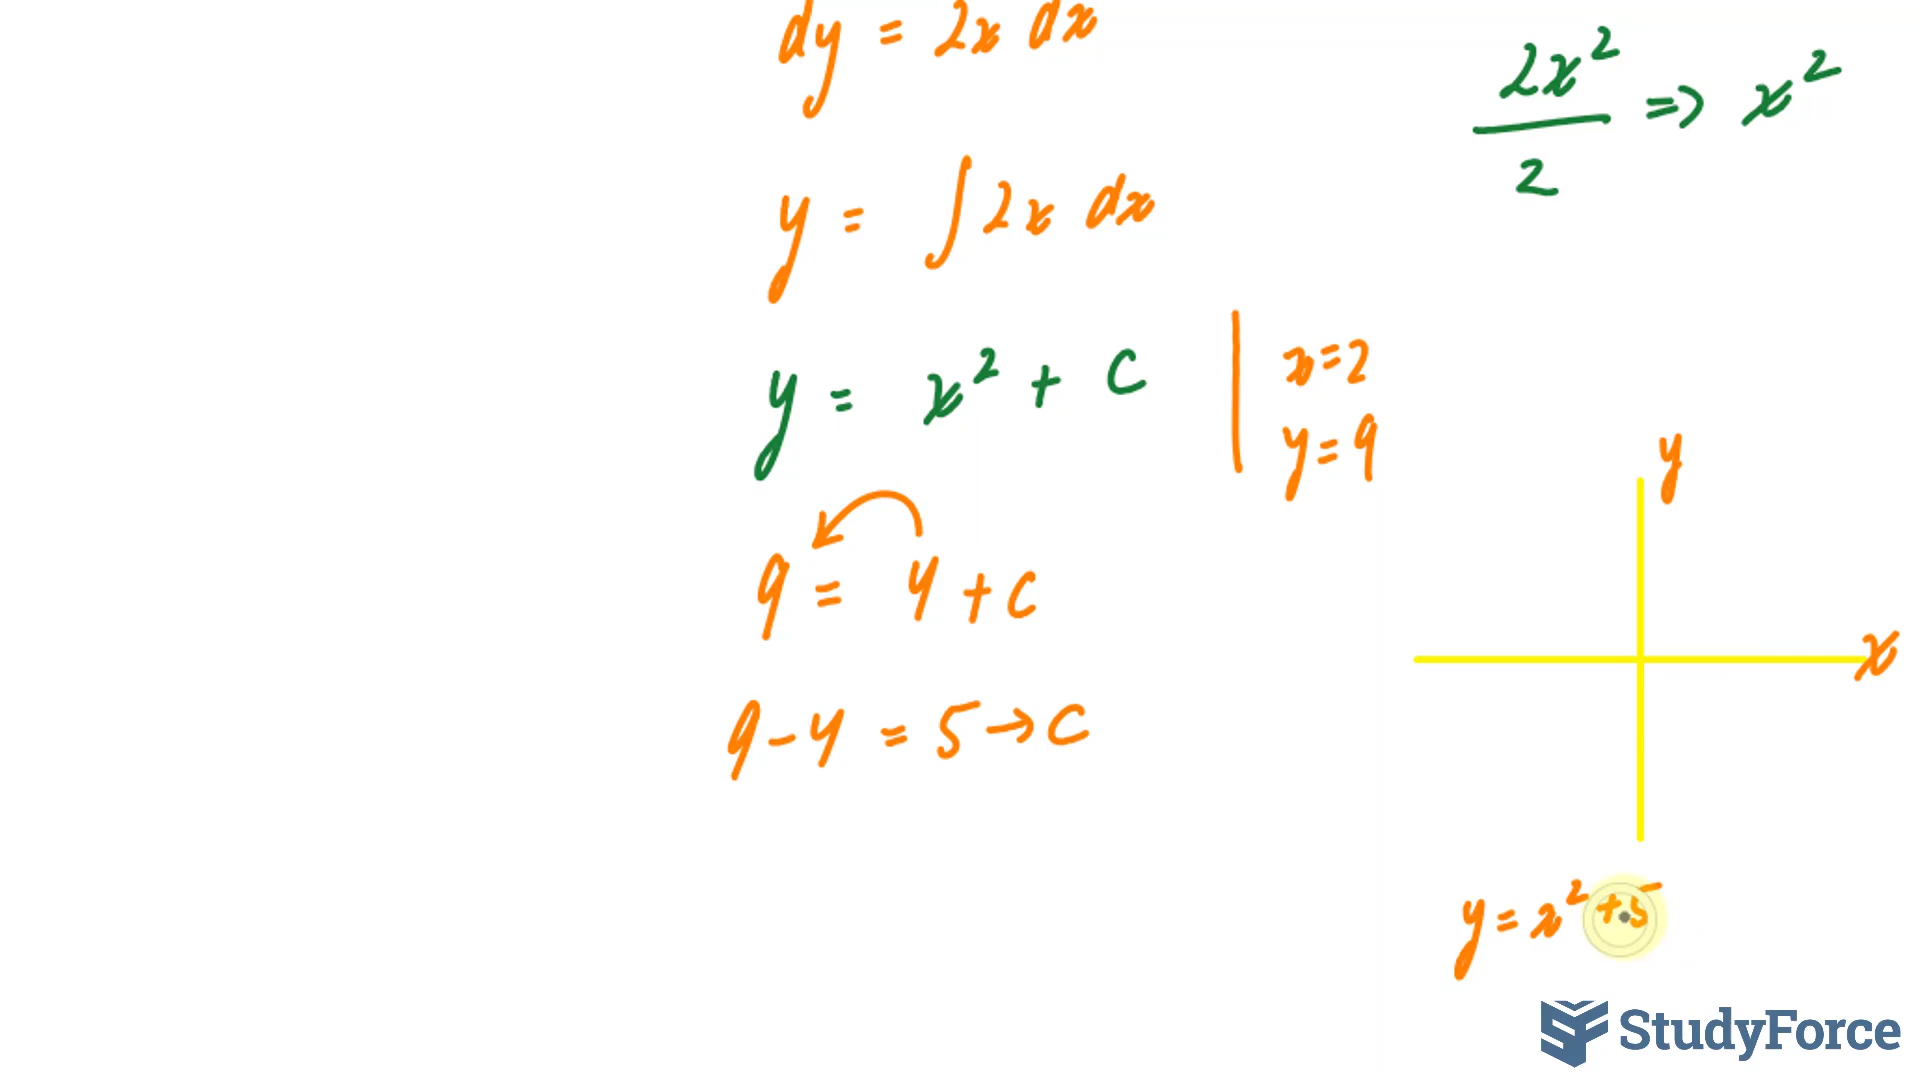 dy = 2x dx
y = ∫ 2x dx
y = x² + C
9 = 4 + C
9 - 4 = 5 → C
x = 2
y = 9
2x²
2
⇒ x²
y
x
y = x² + 5
StudyForce